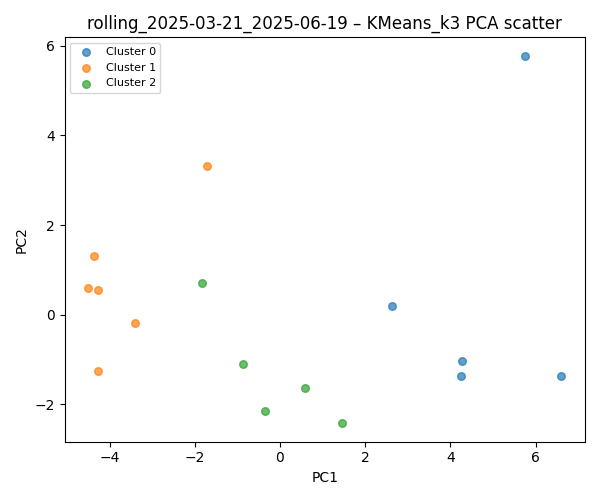 rolling_2025-03-21_2025-06-19 – KMeans_k3 PCA scatter
Cluster 0
Cluster 1
Cluster 2
6
4
2
0
−2
PC2
−4
−2
0
2
4
6
PC1